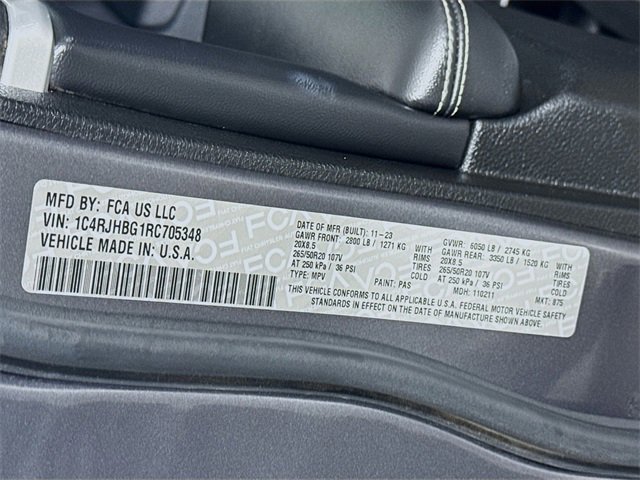 MFD BY: FCA US LLC
VIN: 1C4RJHBG1RC705348
VEHICLE MADE IN: U.S.A.
DATE OF MFR (BUILT): 11-23 GVWR: 6050 LB / 2745 KG
GAWR FRONT: 2800 LB / 1271 KG GAWR REAR: 3350 LB / 1520 KG
20X8.5 RIMS 20X8.5 RIMS
265/50R20 107V TIRES 265/50R20 107V TIRES
AT 250 kPa / 36 PSI COLD AT 250 kPa / 36 PSI COLD
TYPE: MPV PAINT: PAS MDH: 110211 MKT: 875
THIS VEHICLE CONFORMS TO ALL APPLICABLE U.S.A. FEDERAL MOTOR VEHICLE SAFETY
STANDARDS IN EFFECT ON THE DATE OF MANUFACTURE SHOWN ABOVE.